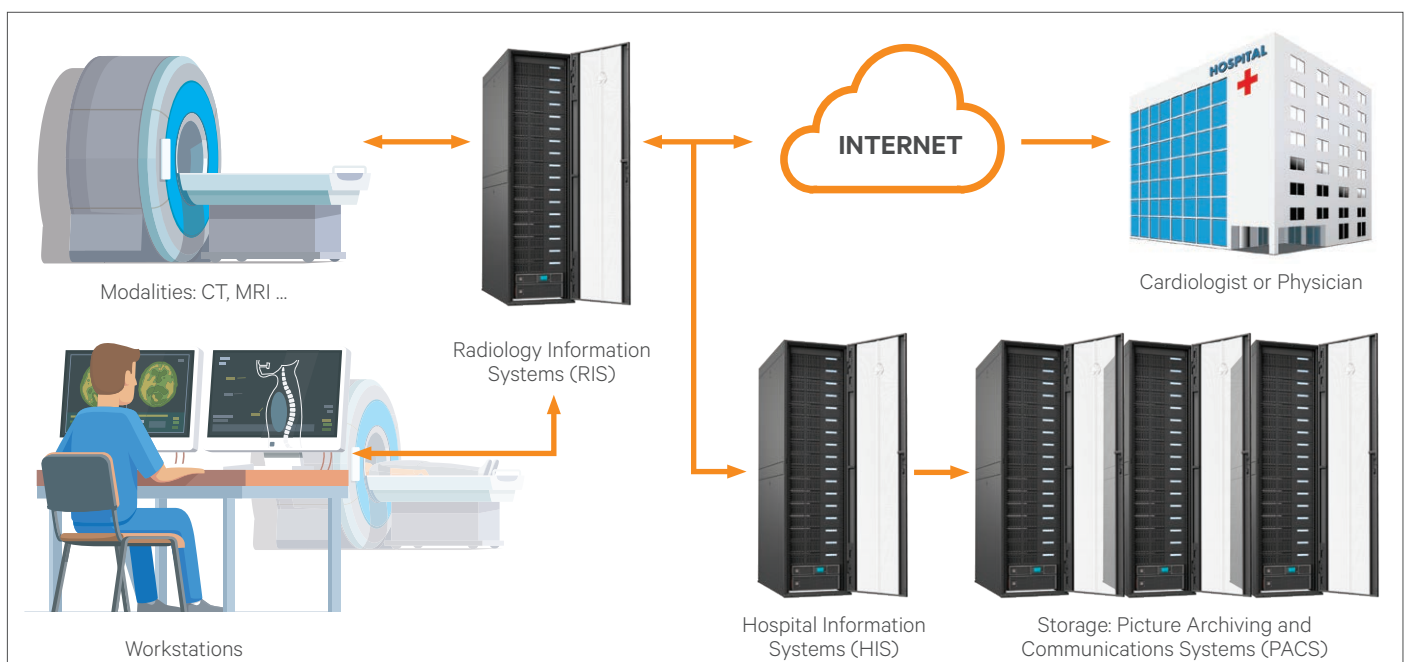 HOSPITAL
INTERNET
Modalities: CT, MRI ...
Cardiologist or Physician
Radiology Information
Systems (RIS)
Workstations
Hospital Information
Systems (HIS)
Storage: Picture Archiving and
Communications Systems (PACS)